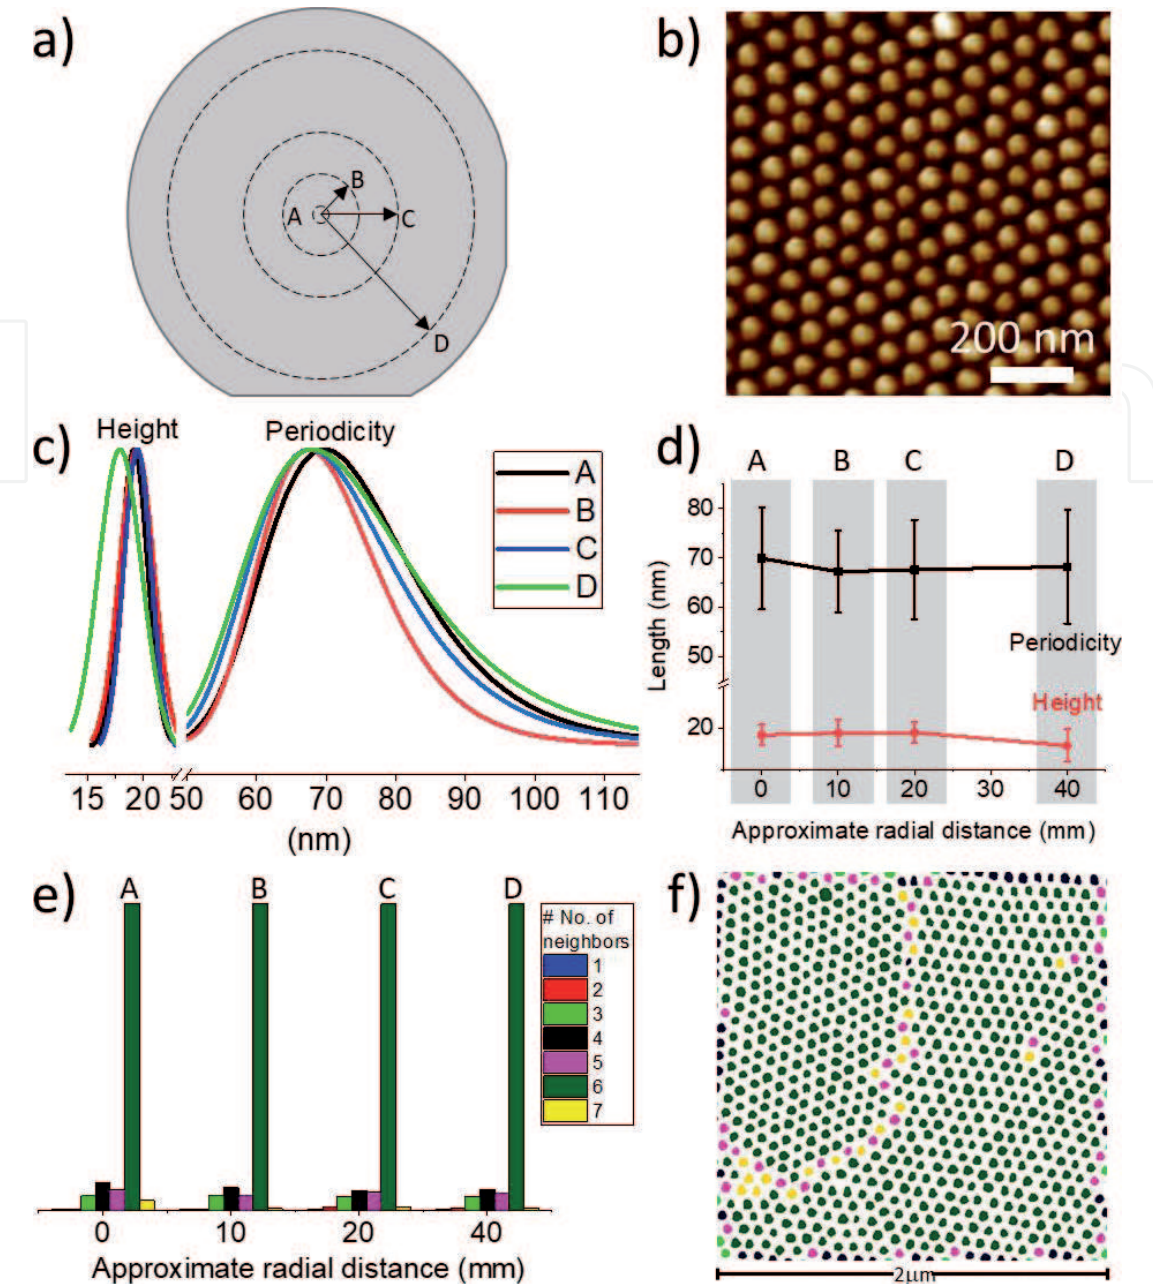 a)
A
B
C
D
b)
200 nm
c)
Height
Periodicity
A
B
C
D
15
20
50
60
70
80
90
100
110
(nm)
d)
A
B
C
D
Length (nm)
80
70
60
50
20
Periodicity
Height
0
10
20
30
40
Approximate radial distance (mm)
e)
A
B
C
D
# No. of
neighbors
1
2
3
4
5
6
7
0
10
20
40
Approximate radial distance (mm)
f)
2μm